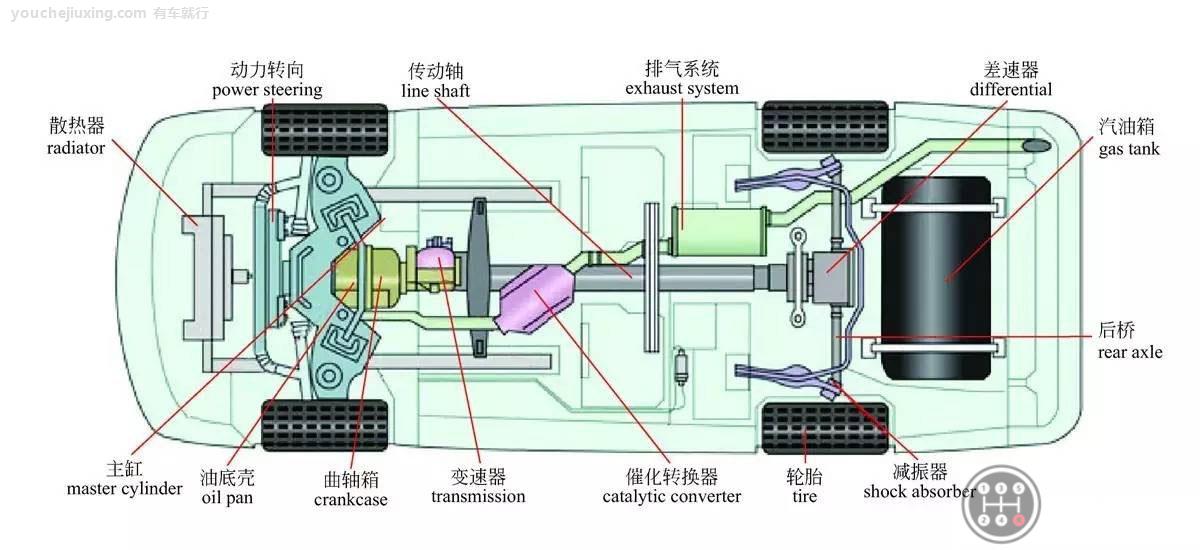 youchejiuxing.com 有车就行
动力转向
power steering
传动轴
line shaft
排气系统
exhaust system
差速器
differential
散热器
radiator
汽油箱
gas tank
后桥
rear axle
主缸
master cylinder
油底壳
oil pan
曲轴箱
crankcase
变速器
transmission
催化转换器
catalytic converter
轮胎
tire
减振器
shock absorber
1 3 5
2 4 R